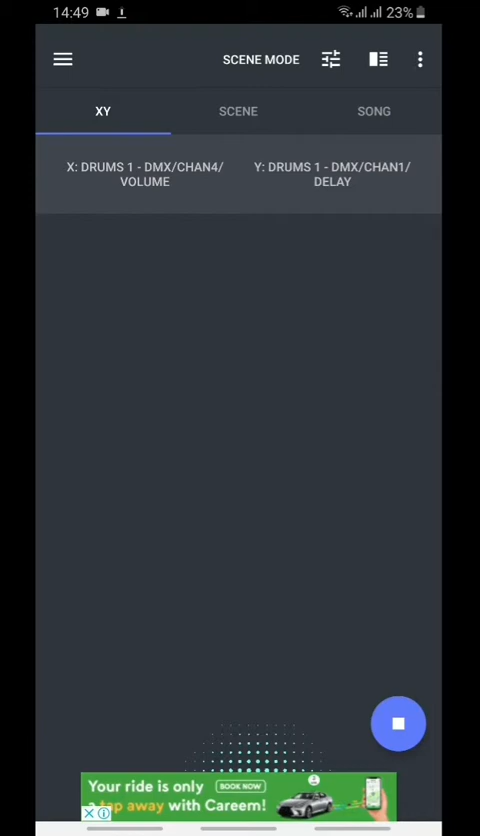 14:49
23%
SCENE MODE
XY
SCENE
SONG
X: DRUMS 1 - DMX/CHAN4/
VOLUME
Y: DRUMS 1 - DMX/CHAN1/
DELAY
Your ride is only
BOOK NOW
a tap away with Careem!